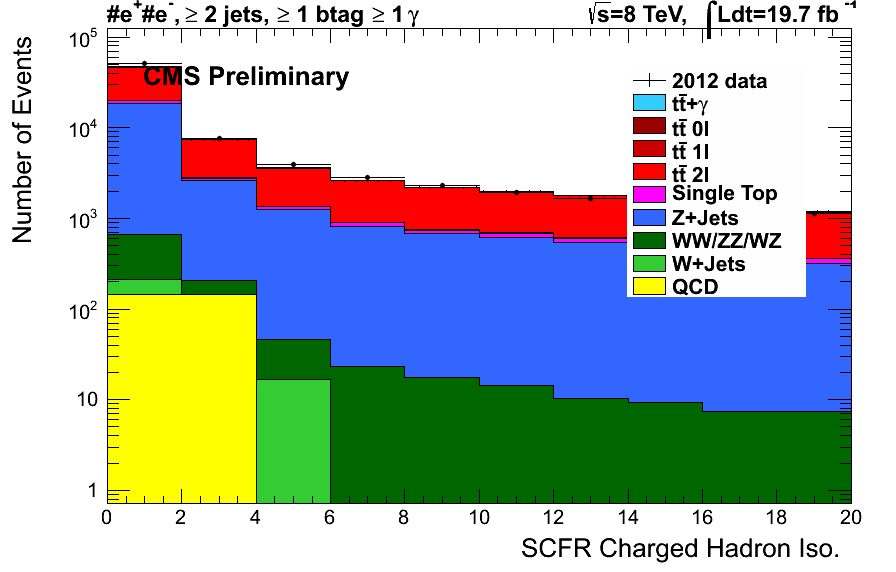 #e⁺#e⁻, ≥ 2 jets, ≥ 1 btag ≥ 1 γ
√s=8 TeV, ∫Ldt=19.7 fb⁻¹
CMS Preliminary
Number of Events
10⁵
10⁴
10³
10²
10
1
2012 data
tt̄+γ
tt̄ 0l
tt̄ 1l
tt̄ 2l
Single Top
Z+Jets
WW/ZZ/WZ
W+Jets
QCD
0 2 4 6 8 10 12 14 16 18 20
SCFR Charged Hadron Iso.